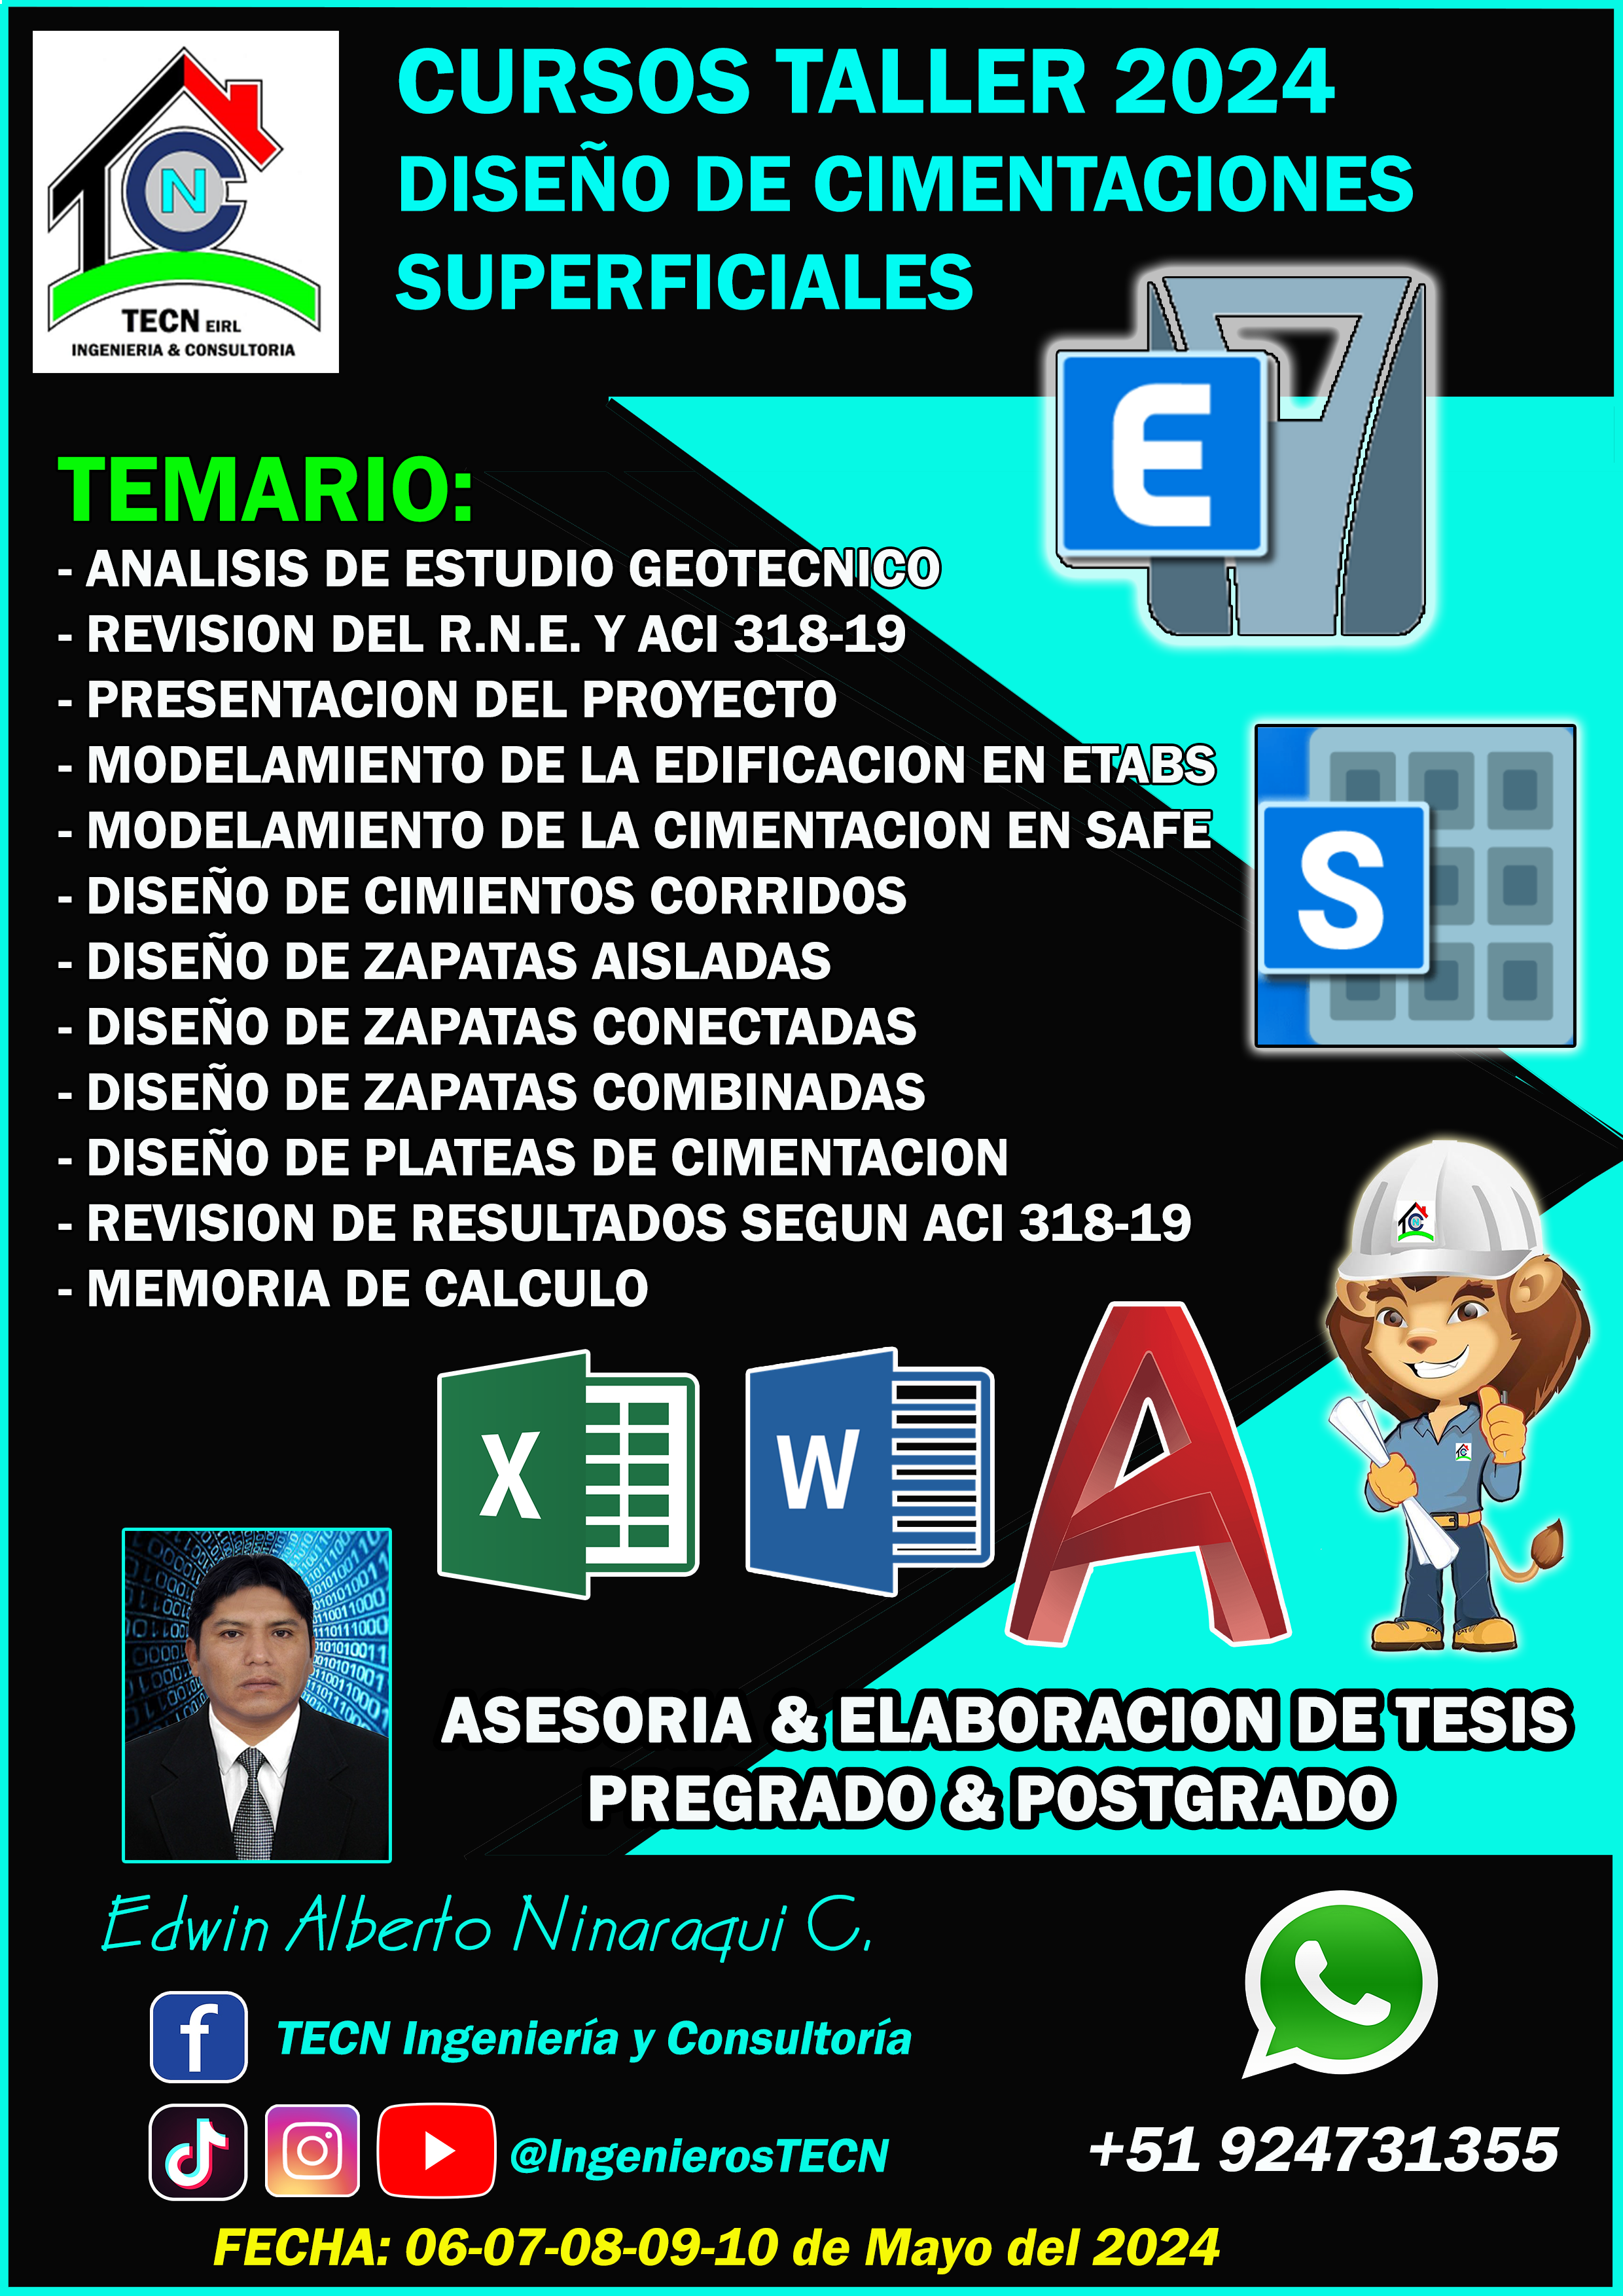 CURSOS TALLER 2024
DISEÑO DE CIMENTACIONES
SUPERFICIALES
TCN
TECN EIRL
INGENIERIA & CONSULTORIA
E
TEMARIO:
- ANALISIS DE ESTUDIO GEOTECNICO
- REVISION DEL R.N.E. Y ACI 318-19
- PRESENTACION DEL PROYECTO
- MODELAMIENTO DE LA EDIFICACION EN ETABS
- MODELAMIENTO DE LA CIMENTACION EN SAFE
- DISEÑO DE CIMIENTOS CORRIDOS
- DISEÑO DE ZAPATAS AISLADAS
- DISEÑO DE ZAPATAS CONECTADAS
- DISEÑO DE ZAPATAS COMBINADAS
- DISEÑO DE PLATEAS DE CIMENTACION
- REVISION DE RESULTADOS SEGUN ACI 318-19
- MEMORIA DE CALCULO
S
X
W
A
ASESORIA & ELABORACION DE TESIS
PREGRADO & POSTGRADO
Edwin Alberto Ninaraqui C.
f
TECN Ingeniería y Consultoría
@IngenierosTECN
+51 924731355
FECHA: 06-07-08-09-10 de Mayo del 2024